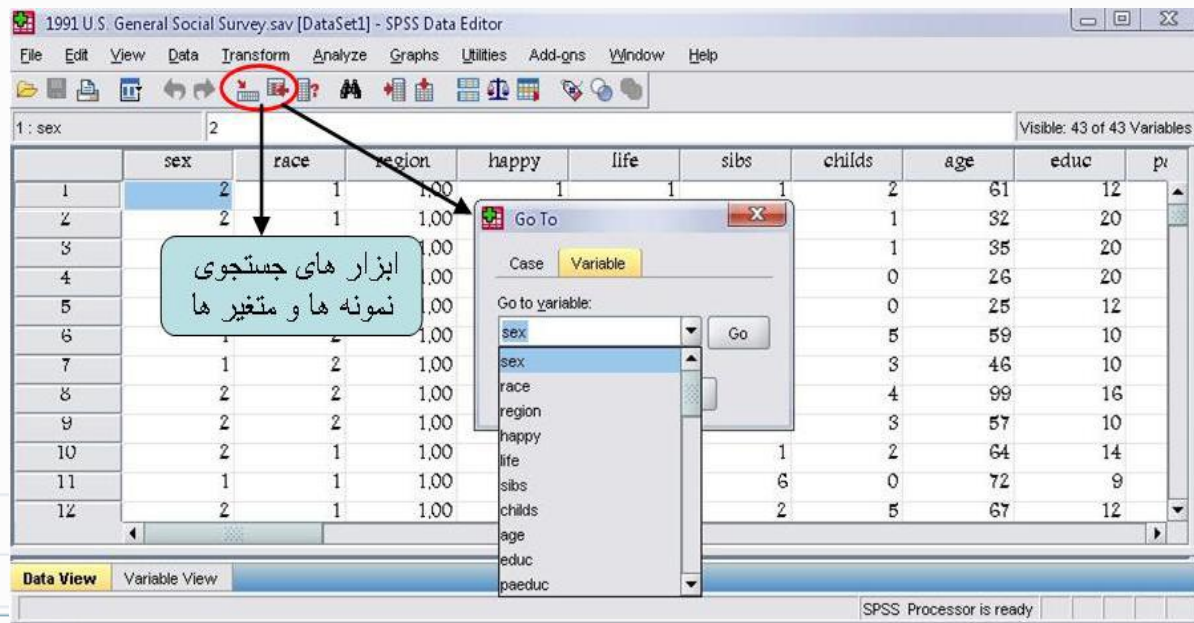 1991 U.S. General Social Survey.sav [DataSet1] - SPSS Data Editor
File Edit View Data Transform Analyze Graphs Utilities Add-ons Window Help
1 : sex 2 Visible: 43 of 43 Variables
sex race region happy life sibs childs age educ
1 2 1 1,00 1 1 1 2 61 12
2 2 1 1,00 1 32 20
3 1,00 1 35 20
4 1,00 0 26 20
5 1,00 0 25 12
6 1,00 5 59 10
7 1 2 1,00 3 46 10
8 2 2 1,00 4 99 16
9 2 2 1,00 3 57 10
10 2 1 1,00 1 2 64 14
11 1 1 1,00 6 0 72 9
12 2 1 1,00 2 5 67 12
ابزار های جستجوی
نمونه ها و متغیر ها
Go To
Case Variable
Go to variable:
sex Go
sex
race
region
happy
life
sibs
childs
age
educ
paeduc
Data View Variable View
SPSS Processor is ready